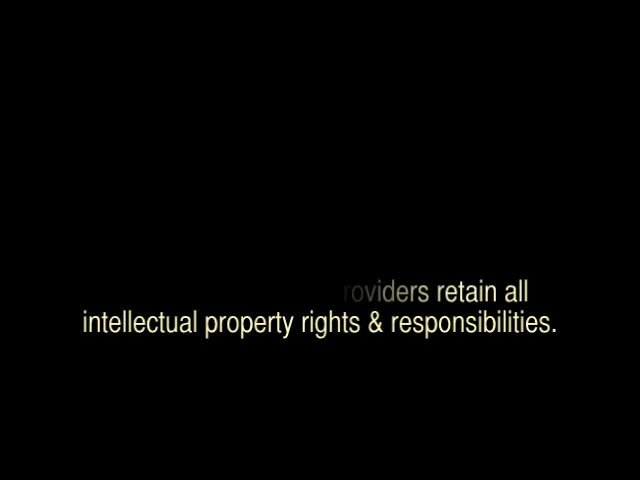 roviders retain all
intellectual property rights & responsibilities.